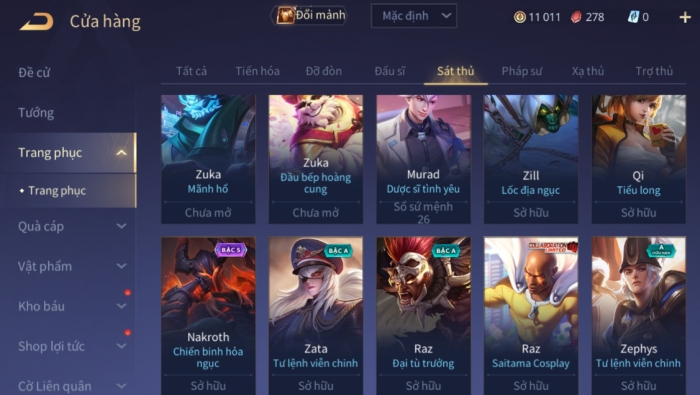 Cửa hàng
Đổi mảnh
Mặc định
11 011
278
0
Đề cử
Tướng
Trang phục
Trang phục
Quà cáp
Vật phẩm
Kho báu
Shop lợi tức
Cờ Liên quân
Tất cả
Tiến hóa
Đỡ đòn
Đấu sĩ
Sát thủ
Pháp sư
Xạ thủ
Trợ thủ
Zuka
Mãnh hổ
Chưa mở
Zuka
Đầu bếp hoàng
cung
Chưa mở
Murad
Dược sĩ tình yêu
Số sứ mệnh
26
Zill
Lốc địa ngục
Sở hữu
Qi
Tiểu long
Sở hữu
BẬC S
Nakroth
Chiến binh hỏa
ngục
Sở hữu
BẬC A
Zata
Tư lệnh viễn chinh
Sở hữu
BẬC A
Raz
Đại tù trưởng
Sở hữu
COLLABORATION
LIMITED
Raz
Saitama Cosplay
Sở hữu
A
HỮU HẠN
Zephys
Tư lệnh viễn chinh
Sở hữu